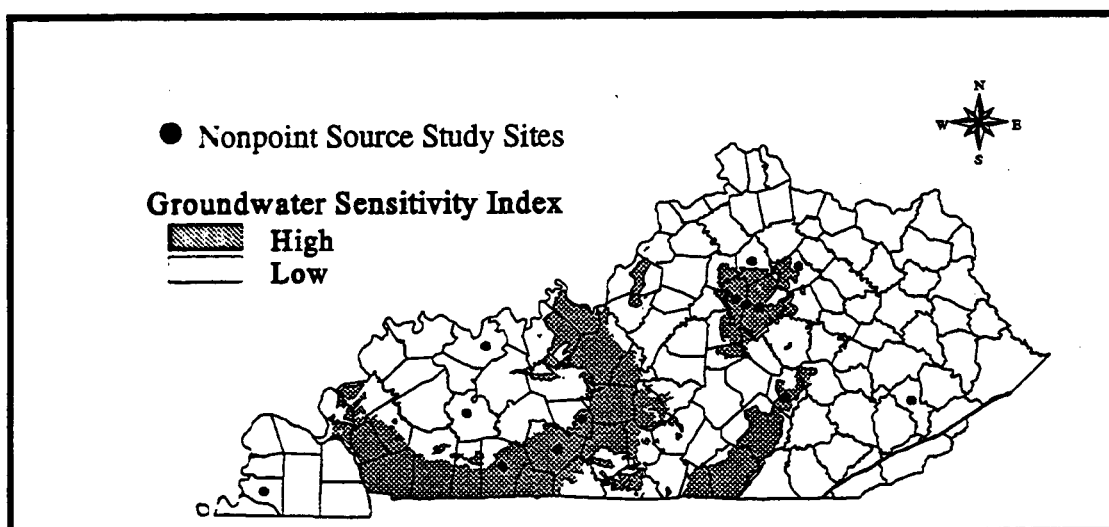 N
W E
S
● Nonpoint Source Study Sites
Groundwater Sensitivity Index
High
Low